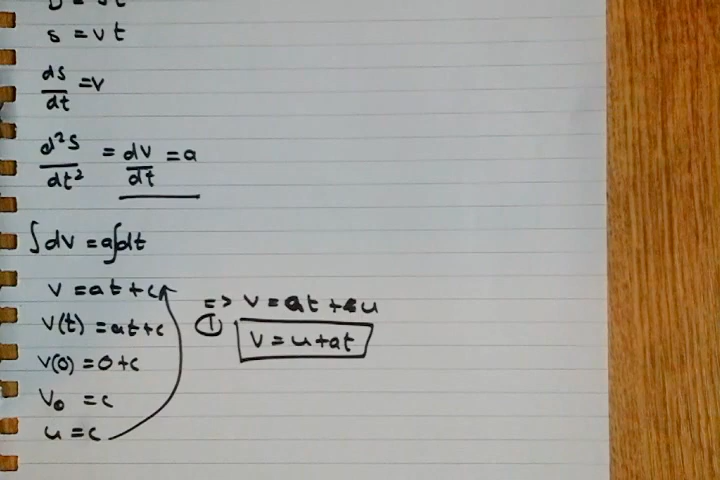 s = vt
ds/dt = v
d²s/dt² = dv/dt = a
∫dv = a∫dt
v = at + c
v(t) = at + c
v(0) = 0 + c
v₀ = c
u = c
=> v = at + u
① v = u + at